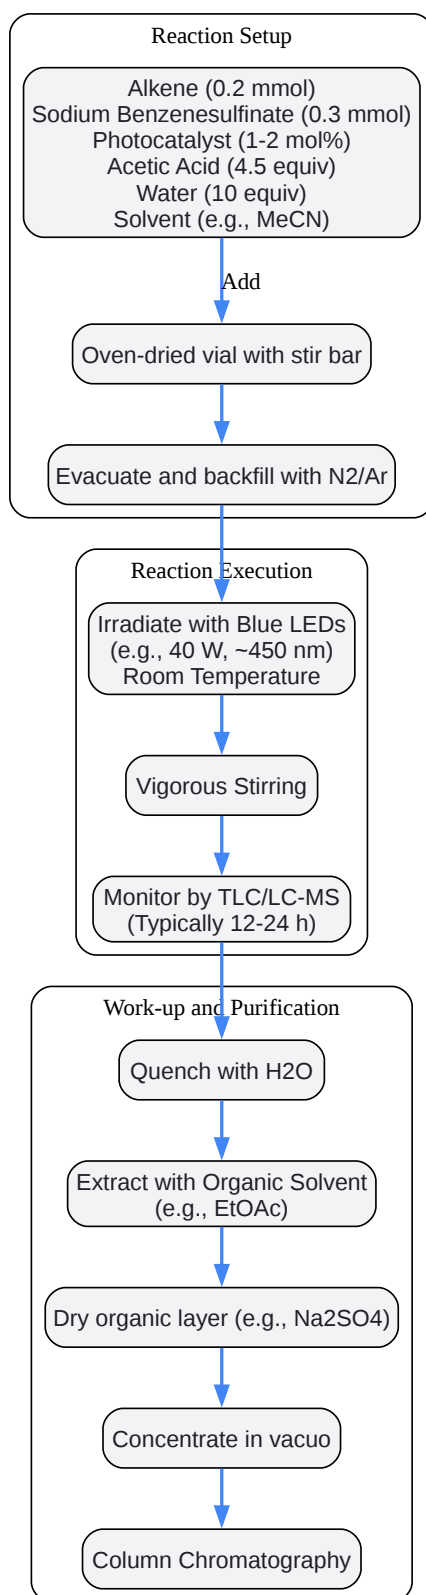 Reaction Setup
Alkene (0.2 mmol)
Sodium Benzenesulfinate (0.3 mmol)
Photocatalyst (1-2 mol%)
Acetic Acid (4.5 equiv)
Water (10 equiv)
Solvent (e.g., MeCN)
Add
Oven-dried vial with stir bar
Evacuate and backfill with N2/Ar
Reaction Execution
Irradiate with Blue LEDs
(e.g., 40 W, ~450 nm)
Room Temperature
Vigorous Stirring
Monitor by TLC/LC-MS
(Typically 12-24 h)
Work-up and Purification
Quench with H2O
Extract with Organic Solvent
(e.g., EtOAc)
Dry organic layer (e.g., Na2SO4)
Concentrate in vacuo
Column Chromatography